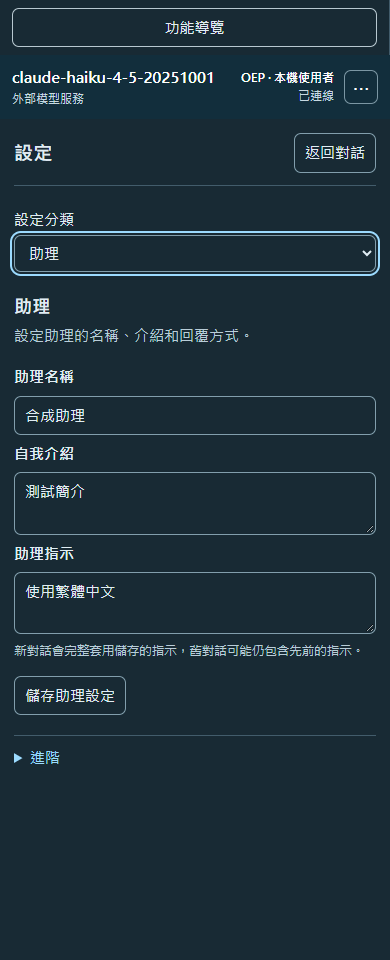 功能導覽
claude-haiku-4-5-20251001
外部模型服務
OEP · 本機使用者
已連線
...
設定
返回對話
設定分類
助理
助理
設定助理的名稱、介紹和回覆方式。
助理名稱
合成助理
自我介紹
測試簡介
助理指示
使用繁體中文
新對話會完整套用儲存的指示，舊對話可能仍包含先前的指示。
儲存助理設定
進階